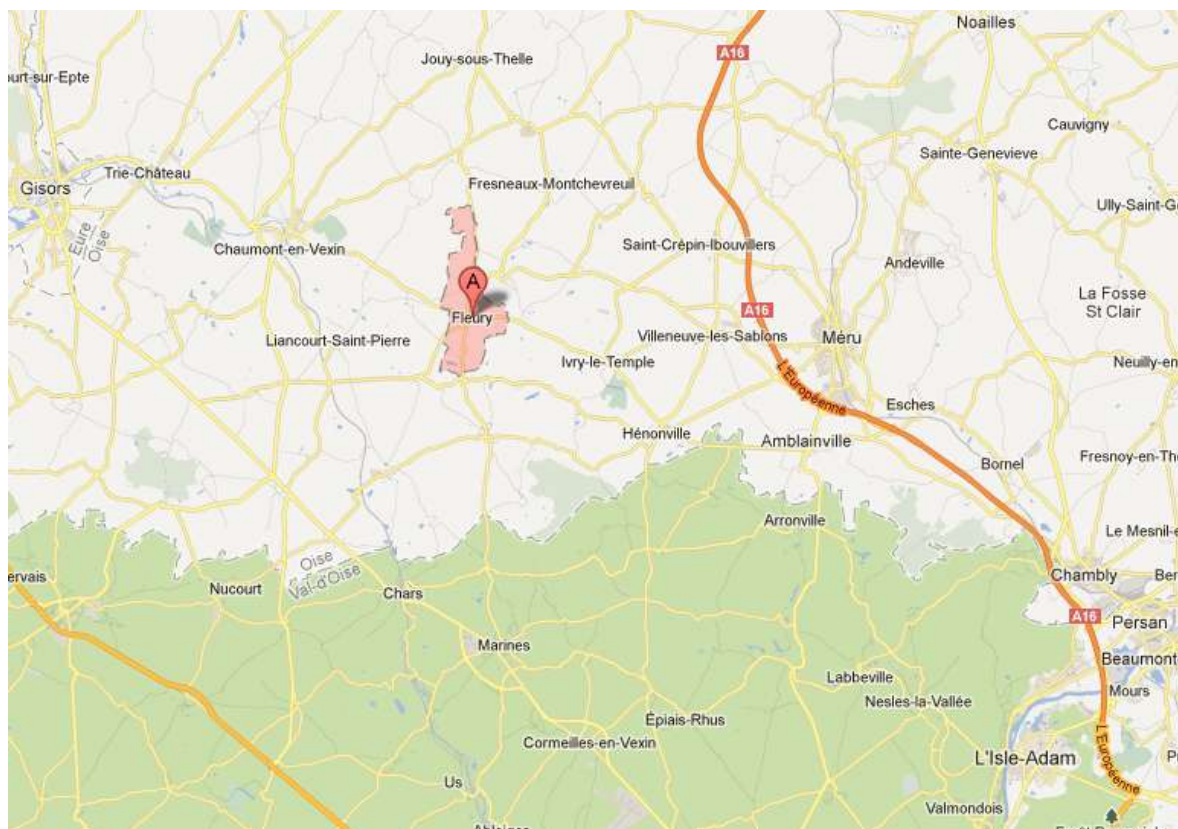 Noailles
A16
Jouy-sous-Thelle
ourt-sur-Epte
Cauvigny
Sainte-Genevieve
Trie-Château
Gisors
Fresneaux-Montchevreuil
Ully-Saint-G
Eure
Oise
Chaumont-en-Vexin
Saint-Crépin-Ibouvillers
Andeville
A
La Fosse
St Clair
A16
Fleury
Liancourt-Saint-Pierre
Villeneuve-les-Sablons
Méru
Ivry-le-Temple
Neuilly-en
L'Européenne
Esches
Hénonville
Amblainville
Bornel
Fresnoy-en-Th
Arronville
Le Mesnil-e
Oise
Val-d'Oise
ervais
Nucourt
Chars
Chambly
Ber
A16
Persan
Marines
Beaumont
Labbeville
Mours
Nesles-la-Vallée
Épiais-Rhus
Cormeilles-en-Vexin
L'Européenne
L'Isle-Adam
Us
Valmondois
Ableiges